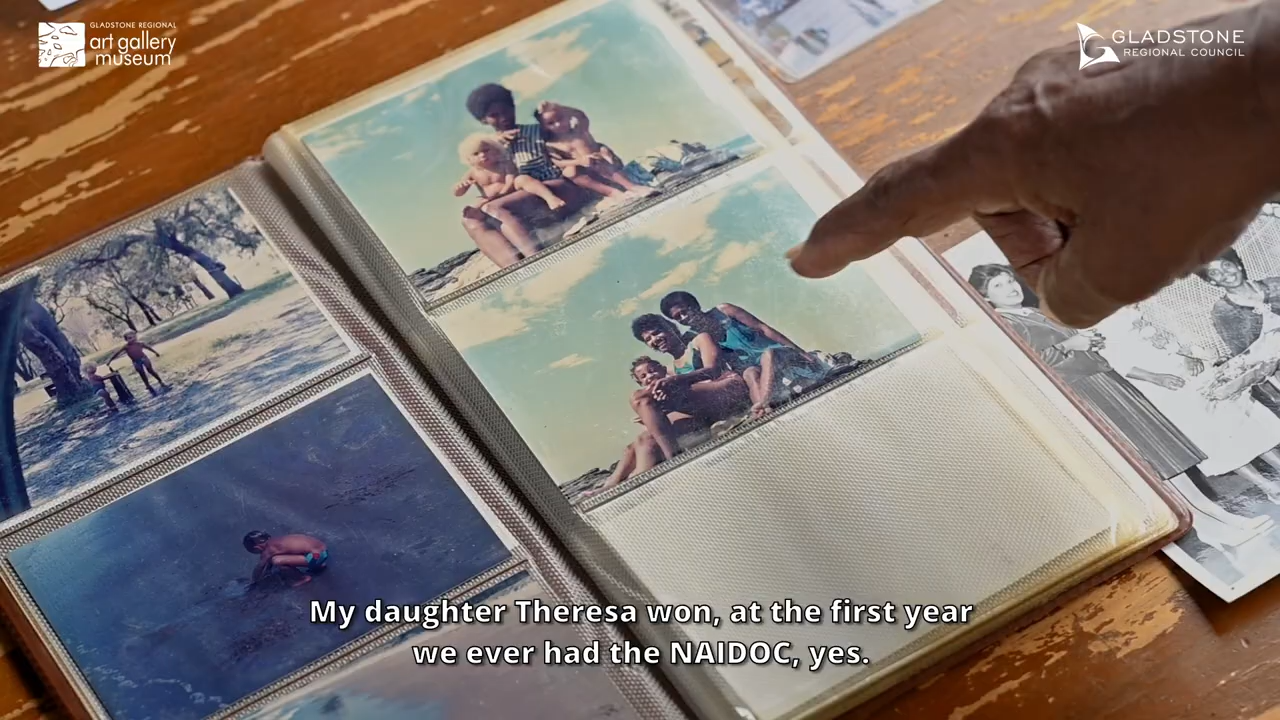 GLADSTONE REGIONAL
art gallery
museum
GLADSTONE
REGIONAL COUNCIL
My daughter Theresa won, at the first year
we ever had the NAIDOC, yes.